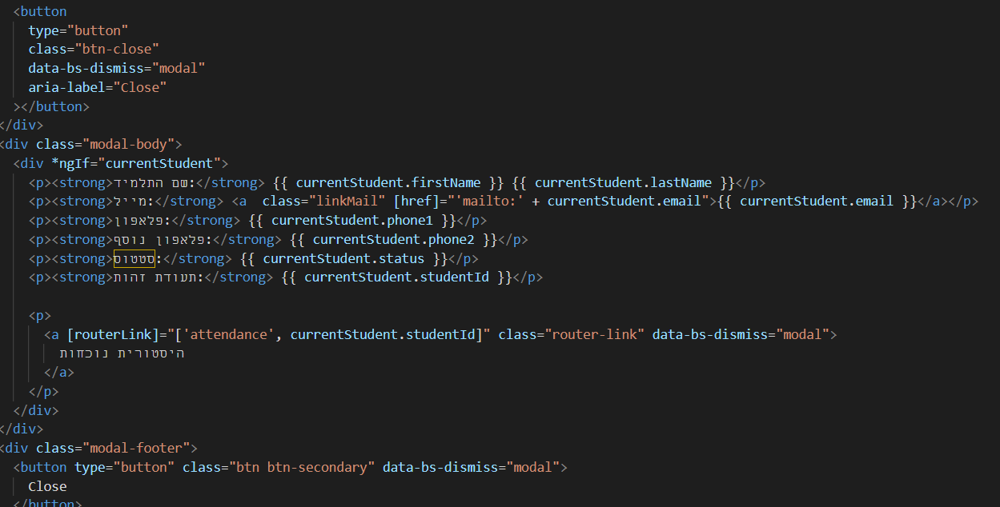 <button
type="button"
class="btn-close"
data-bs-dismiss="modal"
aria-label="Close"
></button>
</div>
<div class="modal-body">
<div *ngIf="currentStudent">
<p><strong>שם התלמיד:</strong> {{ currentStudent.firstName }} {{ currentStudent.lastName }}</p>
<p><strong>מייל:</strong> <a  class="linkMail" [href]="'mailto:' + currentStudent.email">{{ currentStudent.email }}</a></p>
<p><strong>פלאפון:</strong> {{ currentStudent.phone1 }}</p>
<p><strong>פלאפון נוסף:</strong> {{ currentStudent.phone2 }}</p>
<p><strong>סטטוס:</strong> {{ currentStudent.status }}</p>
<p><strong>תעודת זהות:</strong> {{ currentStudent.studentId }}</p>
<p>
<a [routerLink]="['attendance', currentStudent.studentId]" class="router-link" data-bs-dismiss="modal">
היסטורית נוכחות
</a>
</p>
</div>
</div>
<div class="modal-footer">
<button type="button" class="btn btn-secondary" data-bs-dismiss="modal">
Close
</button>